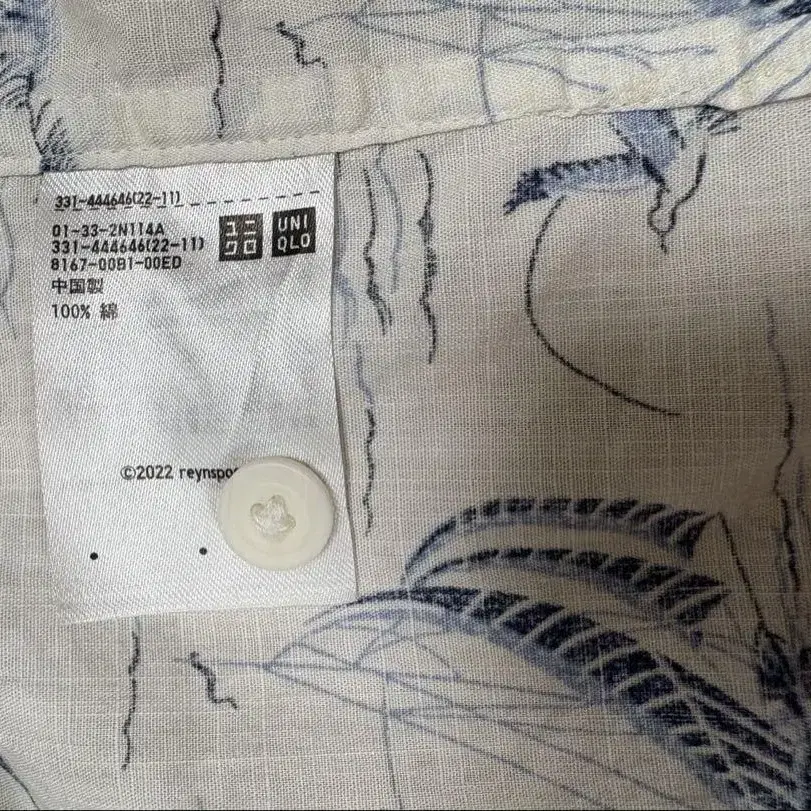 331-444646(22-11)
01-33-2N114A
331-444646(22-11)
8167-00B1-00ED
ユニ
クロ
UNI
QLO
中国製
100% 綿
©2022 reynspo